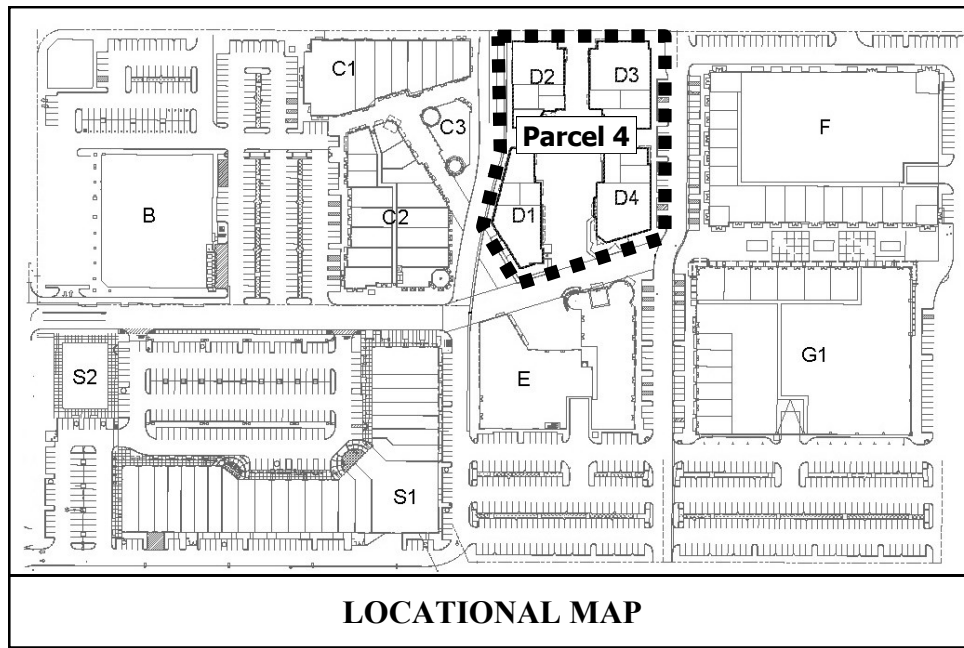 C1
D2
D3
C3
F
Parcel 4
B
D1
D4
C2
S2
E
G1
S1
LOCATIONAL MAP